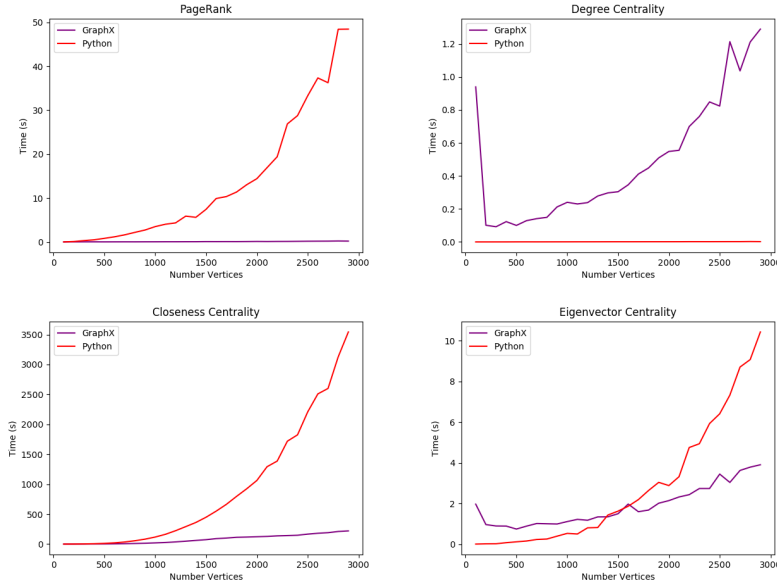 PageRank
GraphX
Python
50
40
30
20
10
0
Time (s)
0
500
1000
1500
2000
2500
3000
Number Vertices
Degree Centrality
GraphX
Python
1.2
1.0
0.8
0.6
0.4
0.2
0.0
Time (s)
0
500
1000
1500
2000
2500
3000
Number Vertices
Closeness Centrality
GraphX
Python
3500
3000
2500
2000
1500
1000
500
0
Time (s)
0
500
1000
1500
2000
2500
3000
Number Vertices
Eigenvector Centrality
GraphX
Python
10
8
6
4
2
0
Time (s)
0
500
1000
1500
2000
2500
3000
Number Vertices